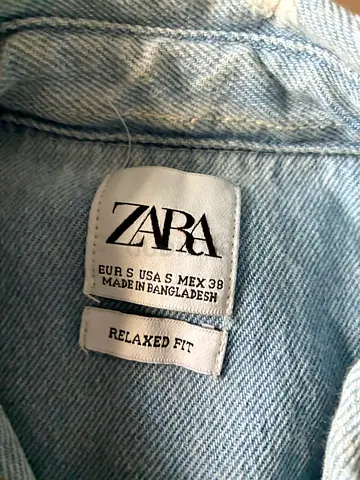 ZARA
EUR S USA S MEX 38
MADE IN BANGLADESH
RELAXED FIT